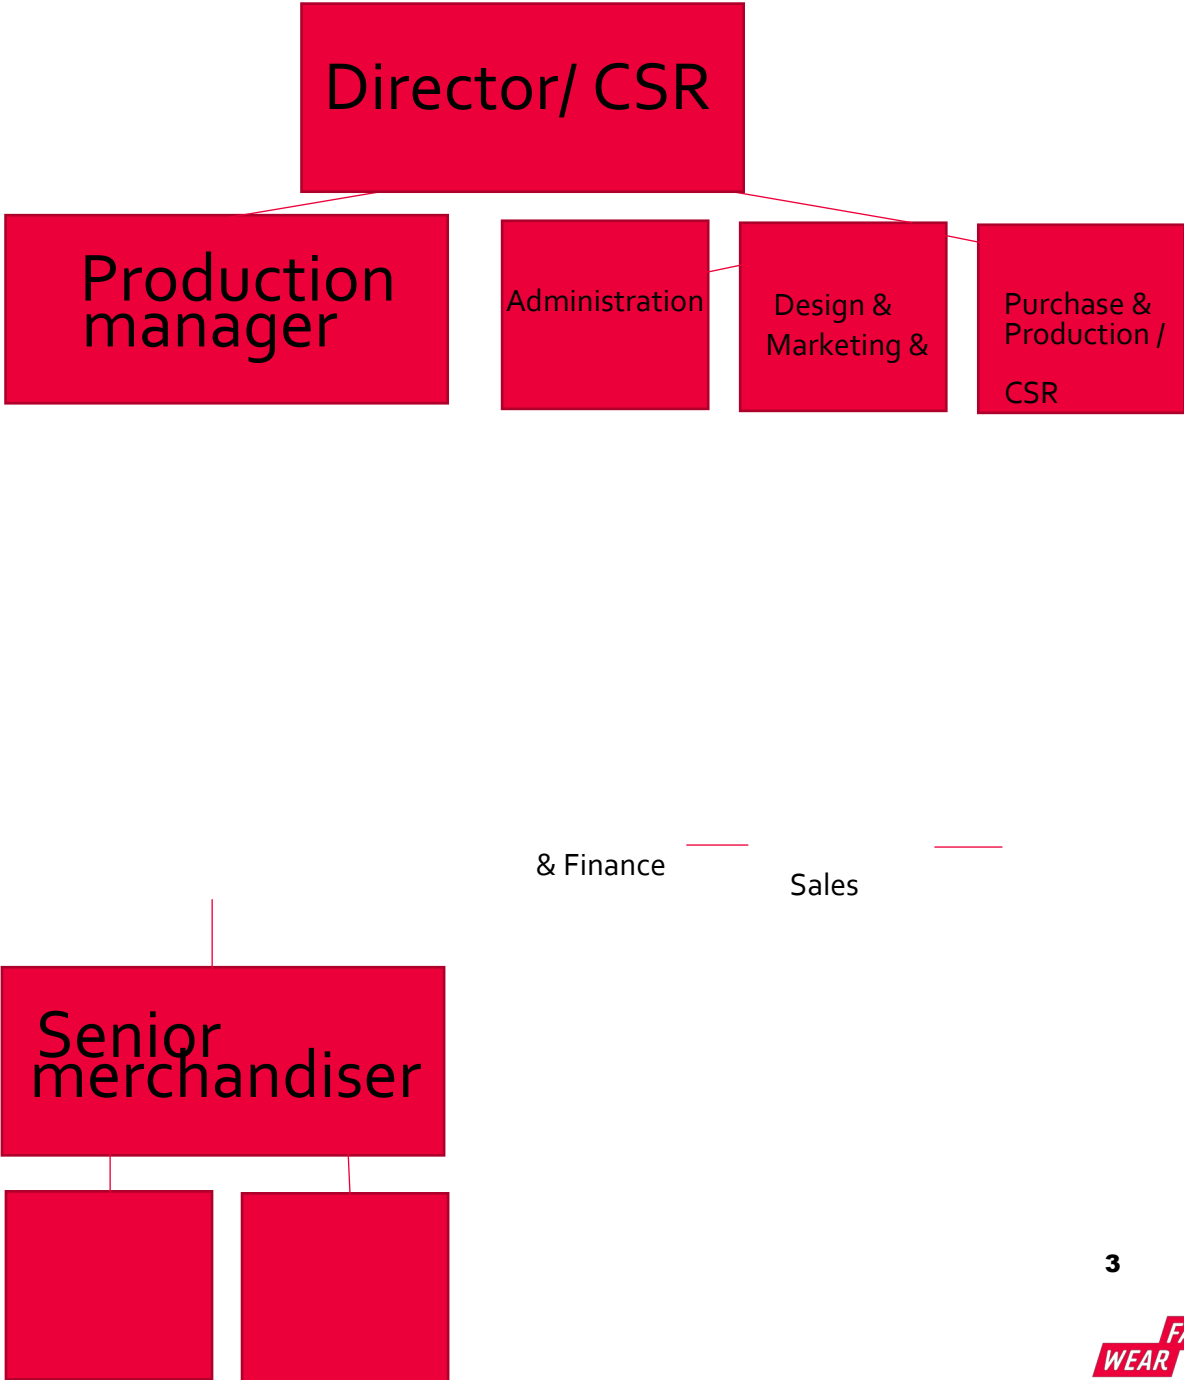 Director/ CSR
Production
manager
Administration
Design &
Marketing &
Purchase &
Production /
CSR
& Finance
Sales
Senior
merchandiser
3
WEAR